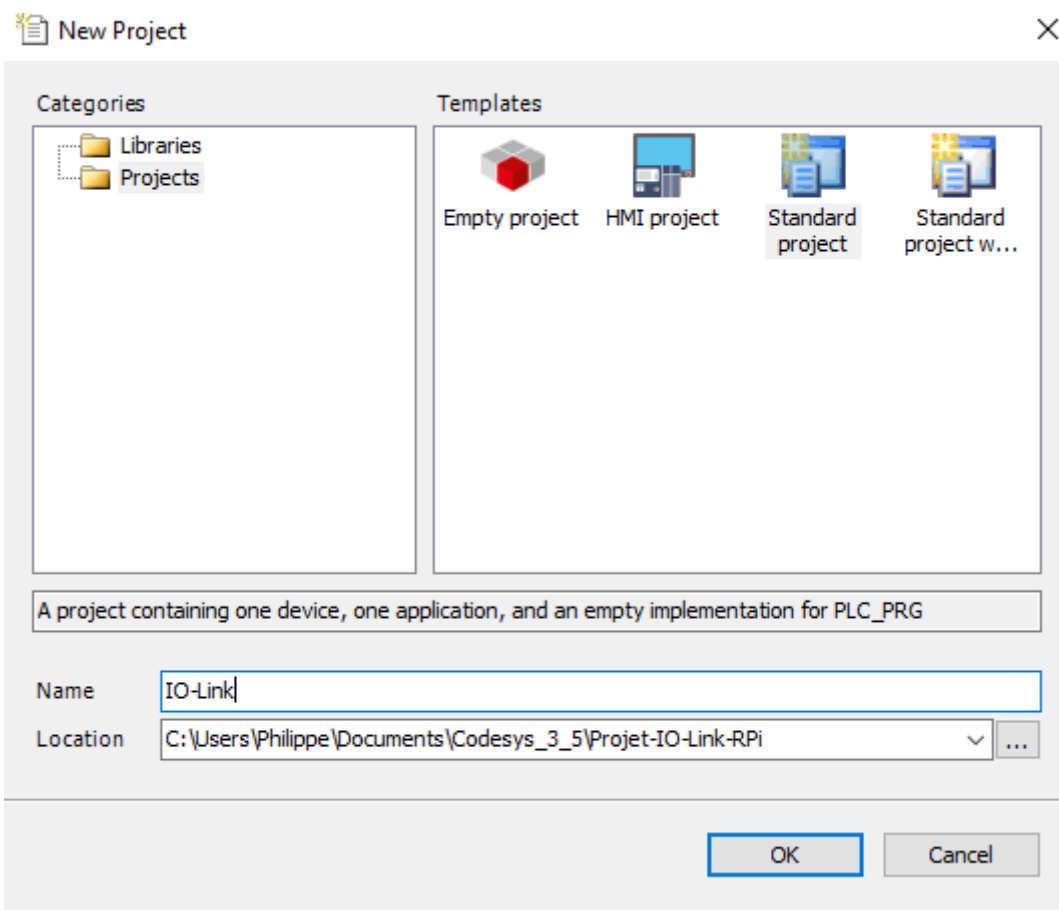 New Project
Categories
Templates
Libraries
Projects
Empty project
HMI project
Standard
project
Standard
project w...
A project containing one device, one application, and an empty implementation for PLC_PRG
Name
IO-Link
Location
C:\Users\Philippe\Documents\Codesys_3_5\Projet-IO-Link-RPi
...
OK
Cancel